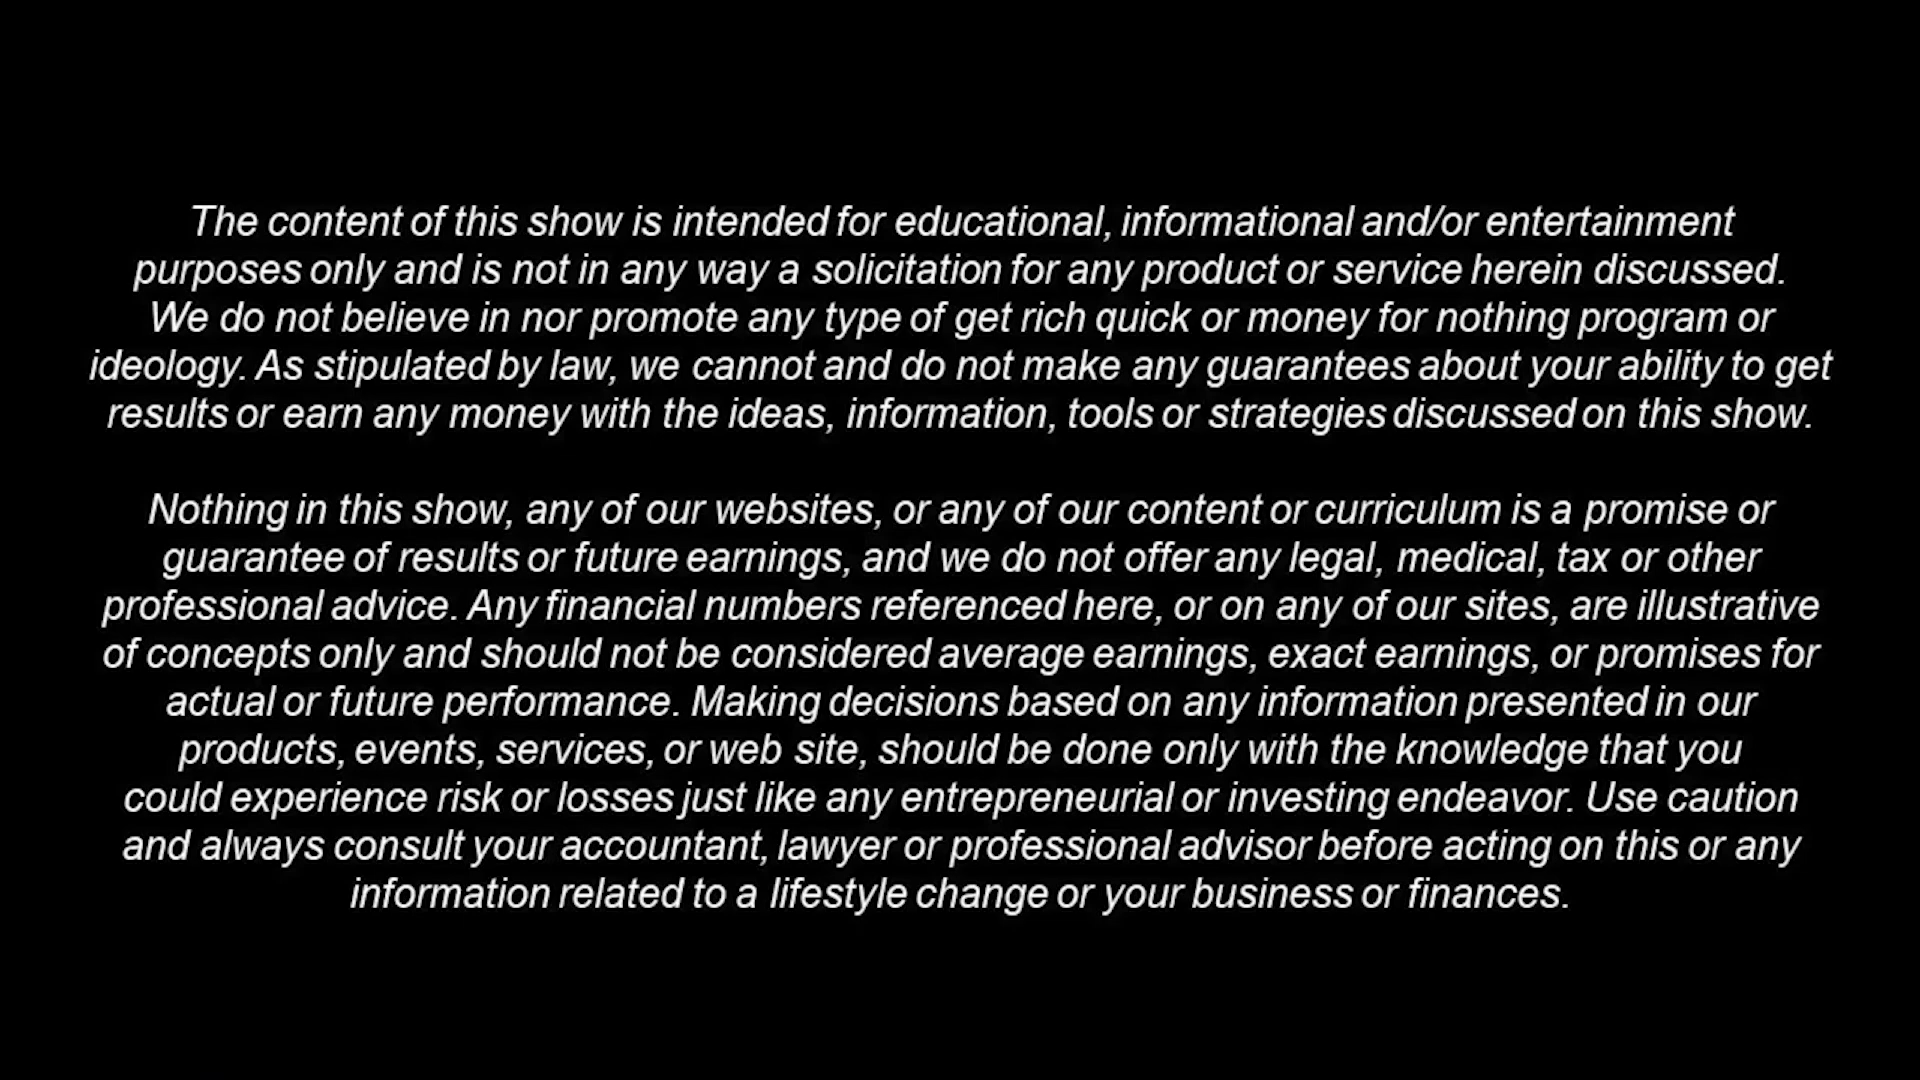 The content of this show is intended for educational, informational and/or entertainment
purposes only and is not in any way a solicitation for any product or service herein discussed.
We do not believe in nor promote any type of get rich quick or money for nothing program or
ideology. As stipulated by law, we cannot and do not make any guarantees about your ability to get
results or earn any money with the ideas, information, tools or strategies discussed on this show.
Nothing in this show, any of our websites, or any of our content or curriculum is a promise or
guarantee of results or future earnings, and we do not offer any legal, medical, tax or other
professional advice. Any financial numbers referenced here, or on any of our sites, are illustrative
of concepts only and should not be considered average earnings, exact earnings, or promises for
actual or future performance. Making decisions based on any information presented in our
products, events, services, or web site, should be done only with the knowledge that you
could experience risk or losses just like any entrepreneurial or investing endeavor. Use caution
and always consult your accountant, lawyer or professional advisor before acting on this or any
information related to a lifestyle change or your business or finances.